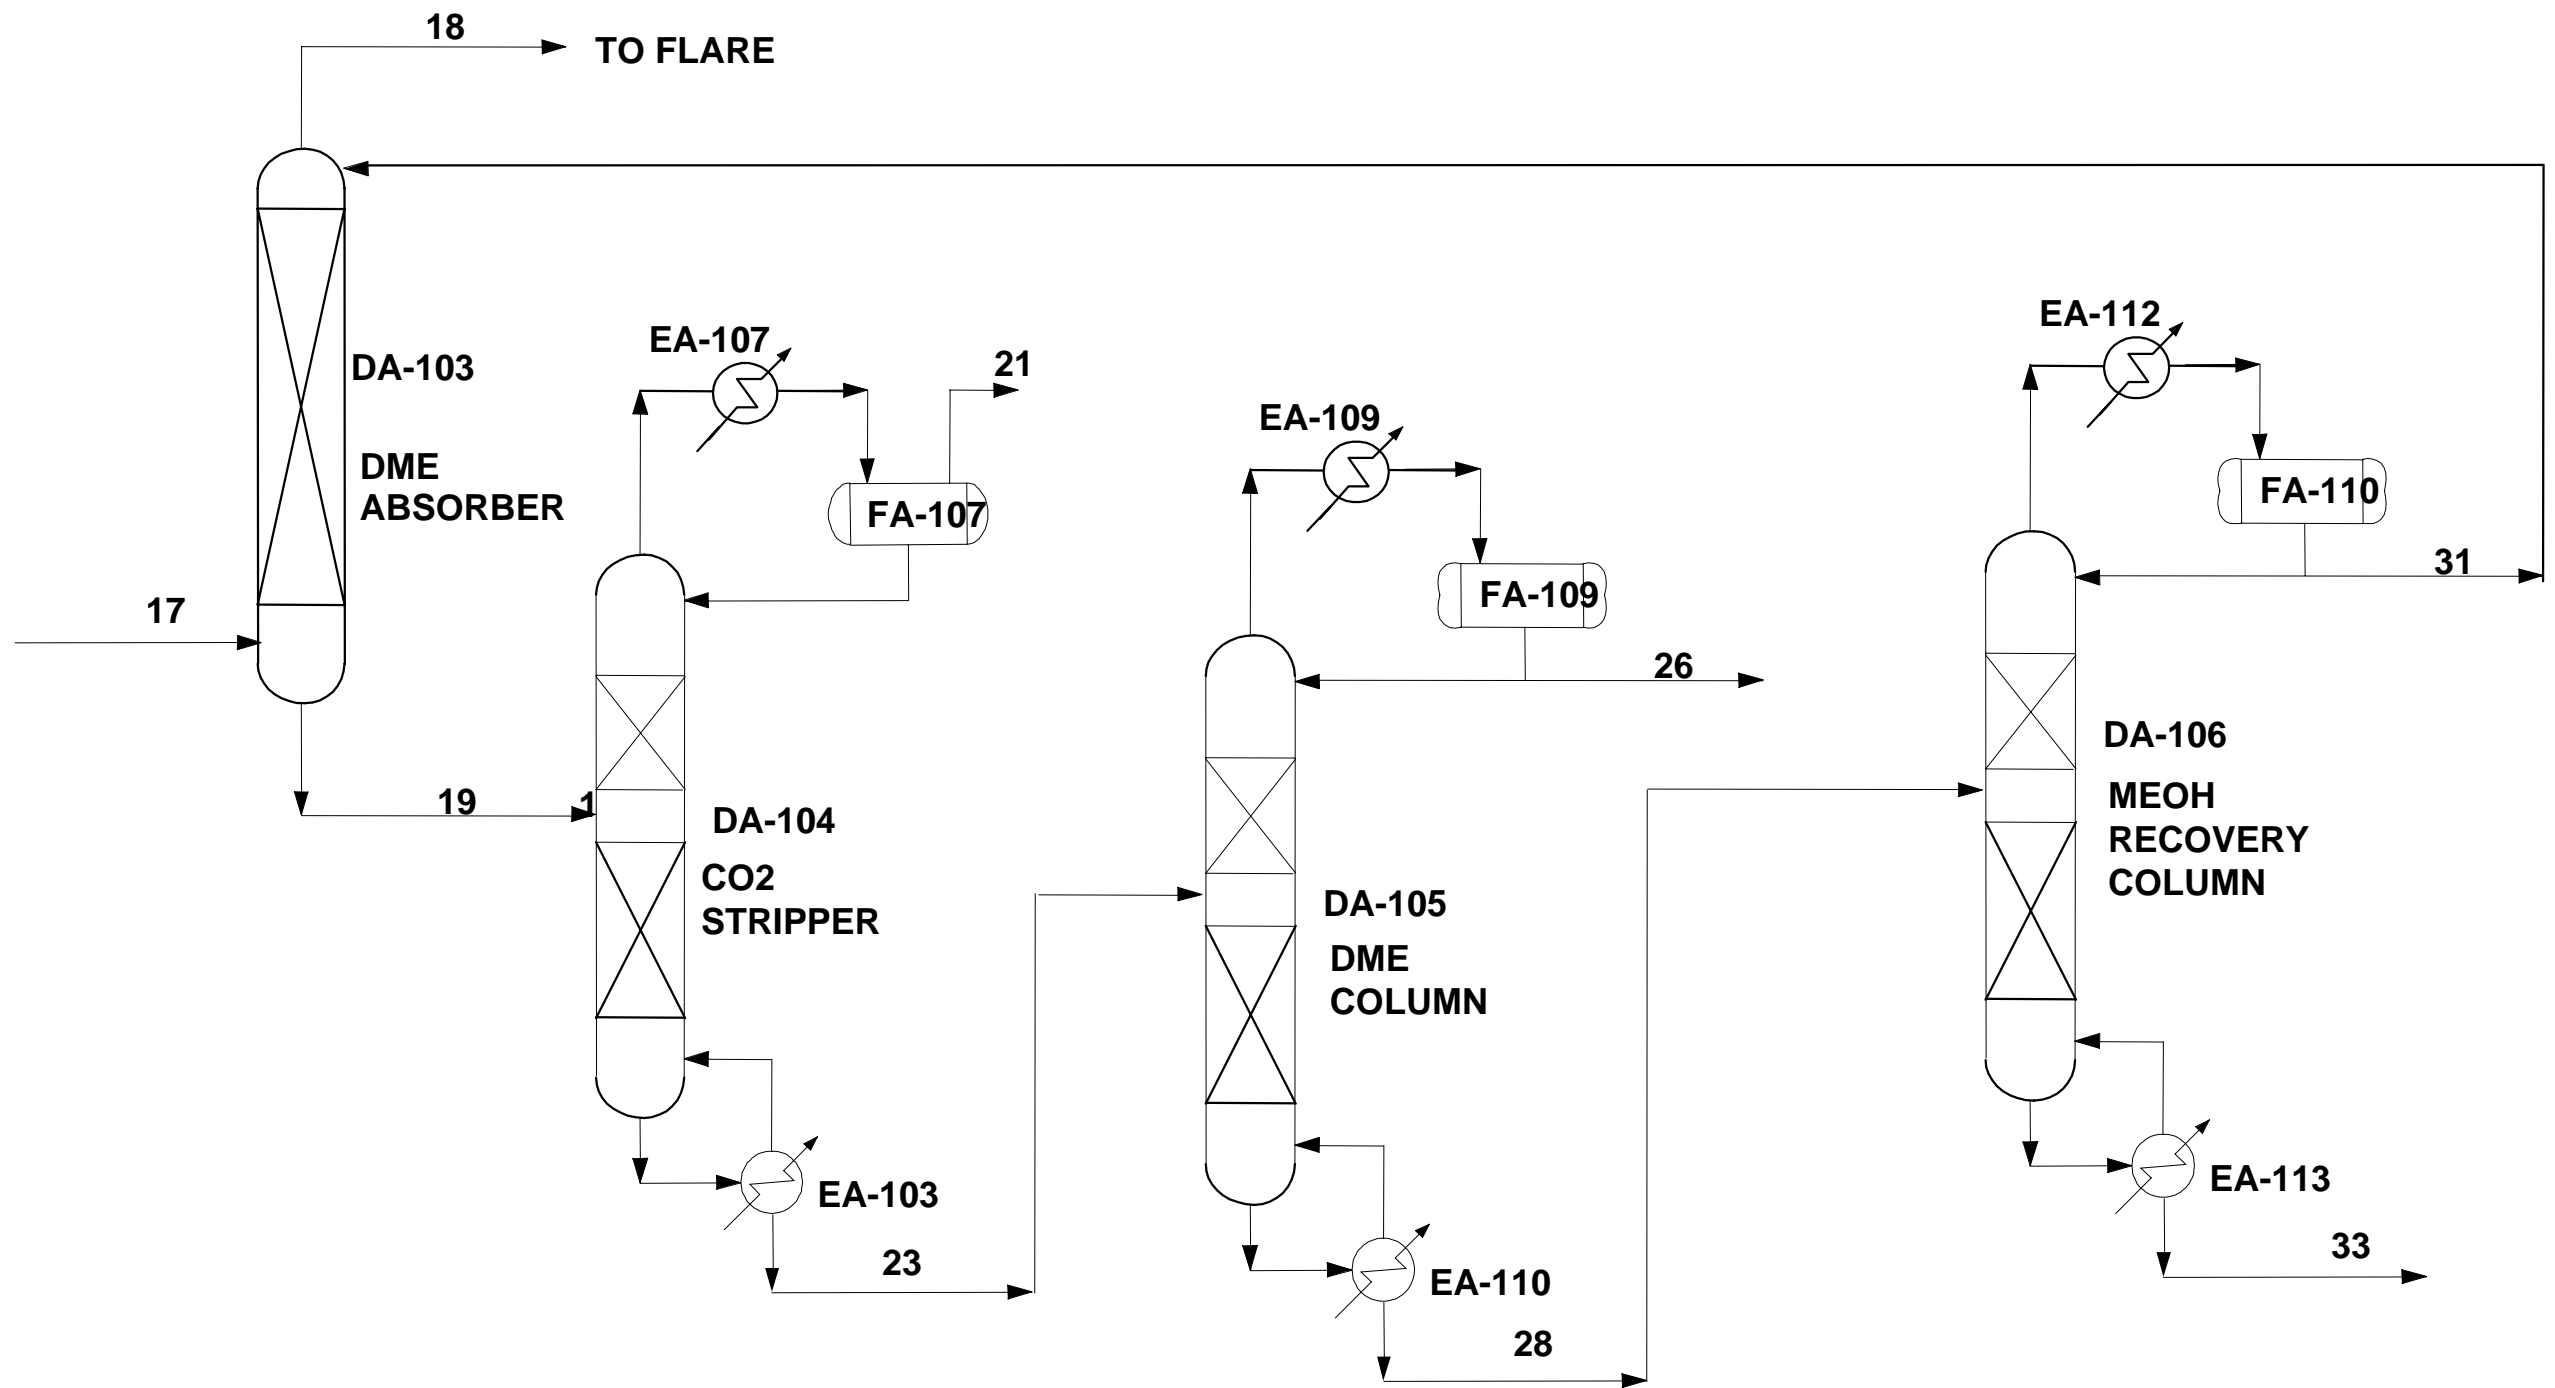 18
TO FLARE
EA-112
EA-107
21
DA-103
EA-109
DME
ABSORBER
FA-110
FA-107
31
FA-109
17
26
DA-106
19
1
DA-104
MEOH
RECOVERY
COLUMN
CO2
STRIPPER
DA-105
DME
COLUMN
EA-103
EA-113
23
33
EA-110
28